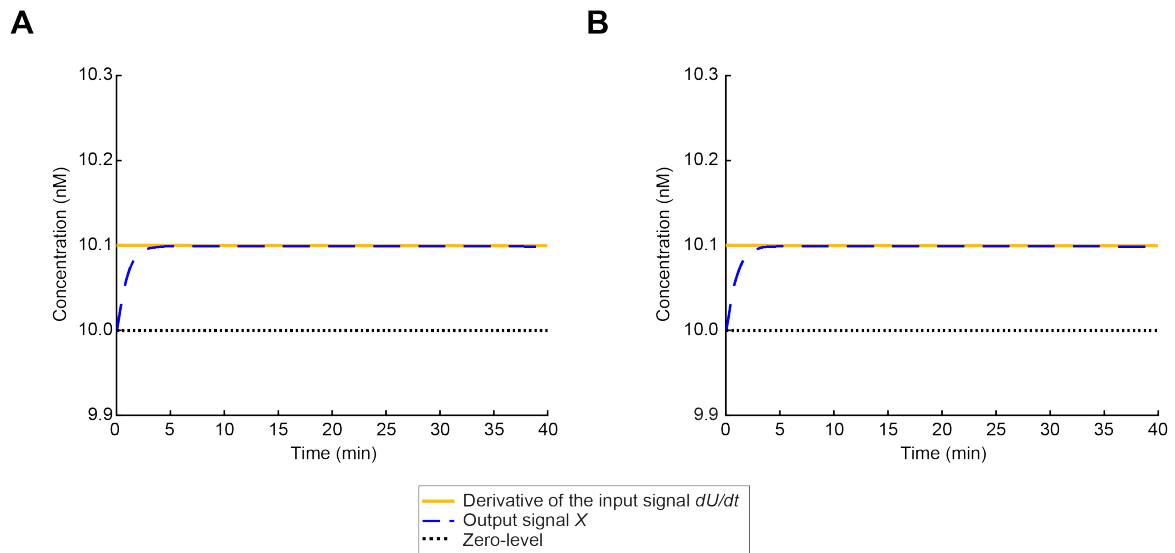 A
B
10.3
10.2
10.1
10.0
9.9
Concentration (nM)
0 5 10 15 20 25 30 35 40
Time (min)
10.3
10.2
10.1
10.0
9.9
Concentration (nM)
0 5 10 15 20 25 30 35 40
Time (min)
Derivative of the input signal dU/dt
Output signal X
Zero-level